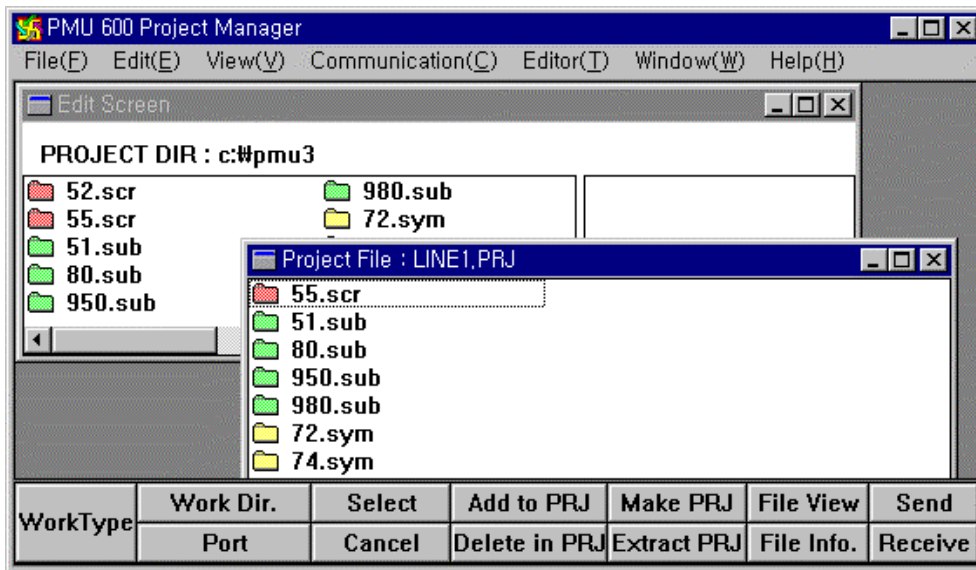 PMU 600 Project Manager
File(F) Edit(E) View(V) Communication(C) Editor(T) Window(W) Help(H)
Edit Screen
PROJECT DIR : c:₩pmu3
52.scr
55.scr
51.sub
80.sub
950.sub
980.sub
72.sym
Project File : LINE1.PRJ
55.scr
51.sub
80.sub
950.sub
980.sub
72.sym
74.sym
WorkType
Work Dir. Select Add to PRJ Make PRJ File View Send
Port Cancel Delete in PRJ Extract PRJ File Info. Receive